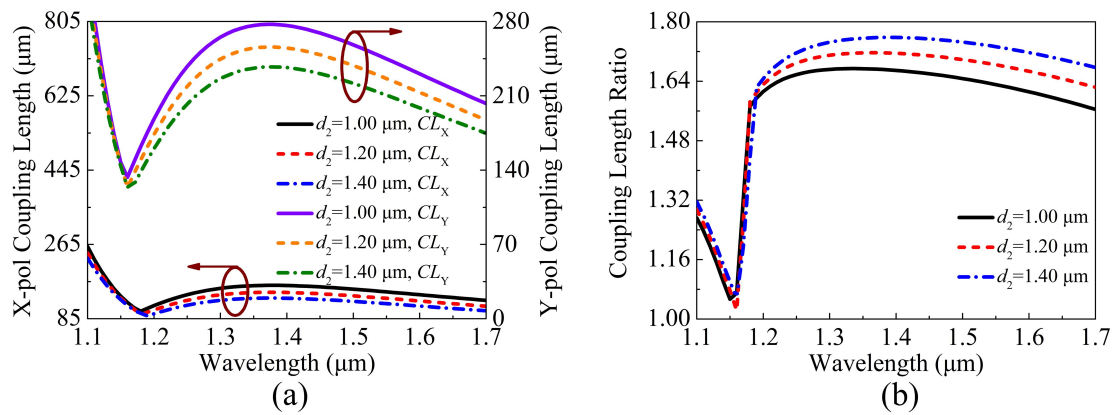 X-pol Coupling Length (μm)
805
625
445
265
85
280
210
140
70
0
Y-pol Coupling Length (μm)
d2=1.00 μm, CLX
d2=1.20 μm, CLX
d2=1.40 μm, CLX
d2=1.00 μm, CLY
d2=1.20 μm, CLY
d2=1.40 μm, CLY
1.1 1.2 1.3 1.4 1.5 1.6 1.7
Wavelength (μm)
(a)
Coupling Length Ratio
1.80
1.64
1.48
1.32
1.16
1.00
d2=1.00 μm
d2=1.20 μm
d2=1.40 μm
1.1 1.2 1.3 1.4 1.5 1.6 1.7
Wavelength (μm)
(b)